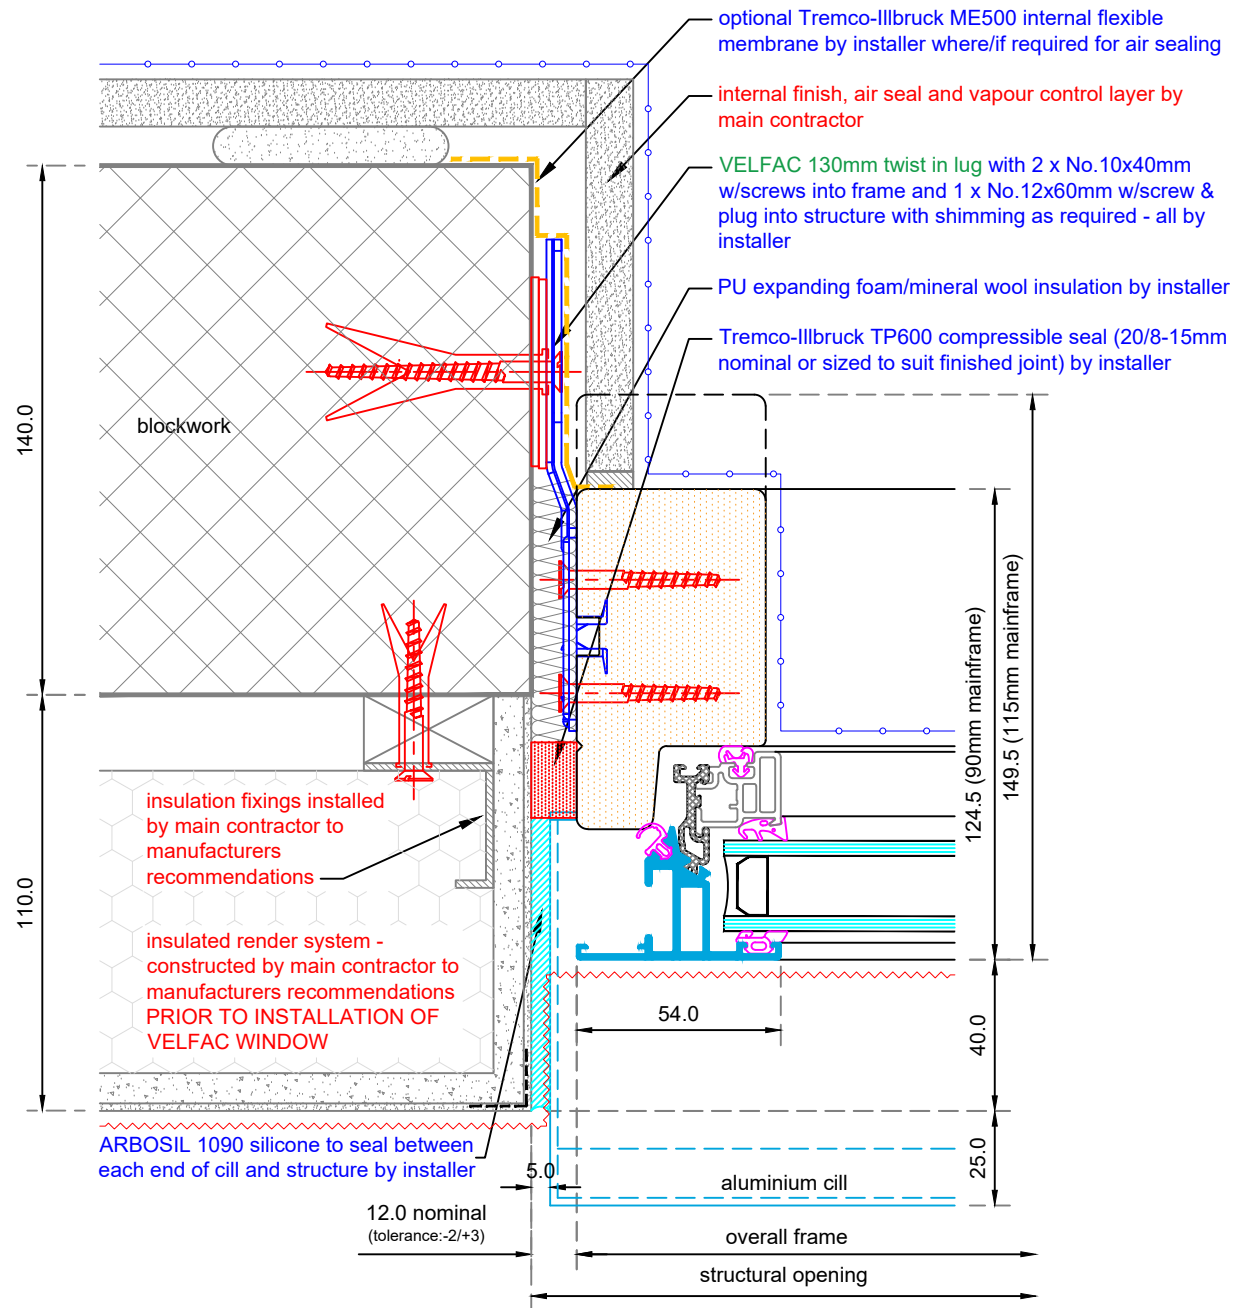 optional Tremco-Illbruck ME500 internal flexible
membrane by installer where/if required for air sealing
internal finish, air seal and vapour control layer by
main contractor
VELFAC 130mm twist in lug with 2 x No.10x40mm
w/screws into frame and 1 x No.12x60mm w/screw &
plug into structure with shimming as required - all by
installer
PU expanding foam/mineral wool insulation by installer
Tremco-Illbruck TP600 compressible seal (20/8-15mm
nominal or sized to suit finished joint) by installer
140.0
blockwork
124.5 (90mm mainframe)
149.5 (115mm mainframe)
110.0
insulation fixings installed
by main contractor to
manufacturers
recommendations
insulated render system -
constructed by main contractor to
manufacturers recommendations
PRIOR TO INSTALLATION OF
VELFAC WINDOW
54.0
40.0
25.0
ARBOSIL 1090 silicone to seal between
each end of cill and structure by installer
5.0
aluminium cill
12.0 nominal
(tolerance:-2/+3)
overall frame
structural opening